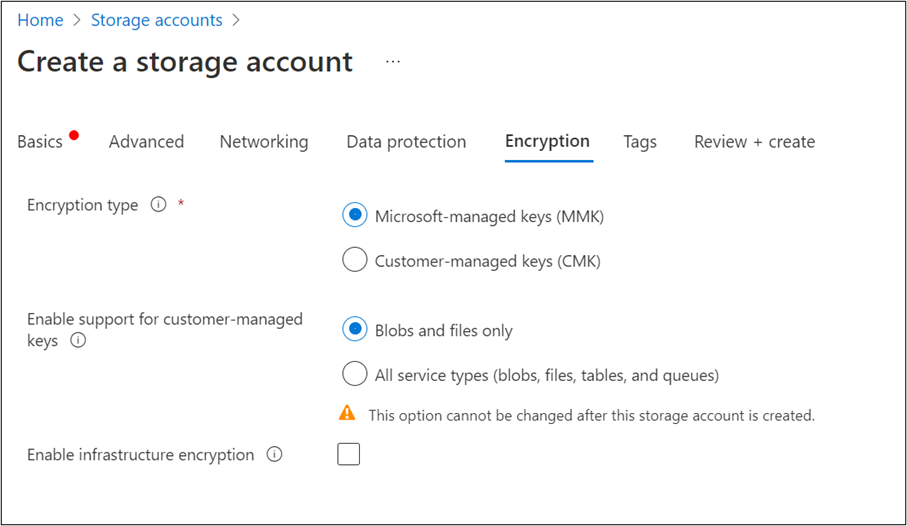 Home > Storage accounts >
Create a storage account ...
Basics Advanced Networking Data protection Encryption Tags Review + create
Encryption type *
Microsoft-managed keys (MMK)
Customer-managed keys (CMK)
Enable support for customer-managed
keys
Blobs and files only
All service types (blobs, files, tables, and queues)
This option cannot be changed after this storage account is created.
Enable infrastructure encryption